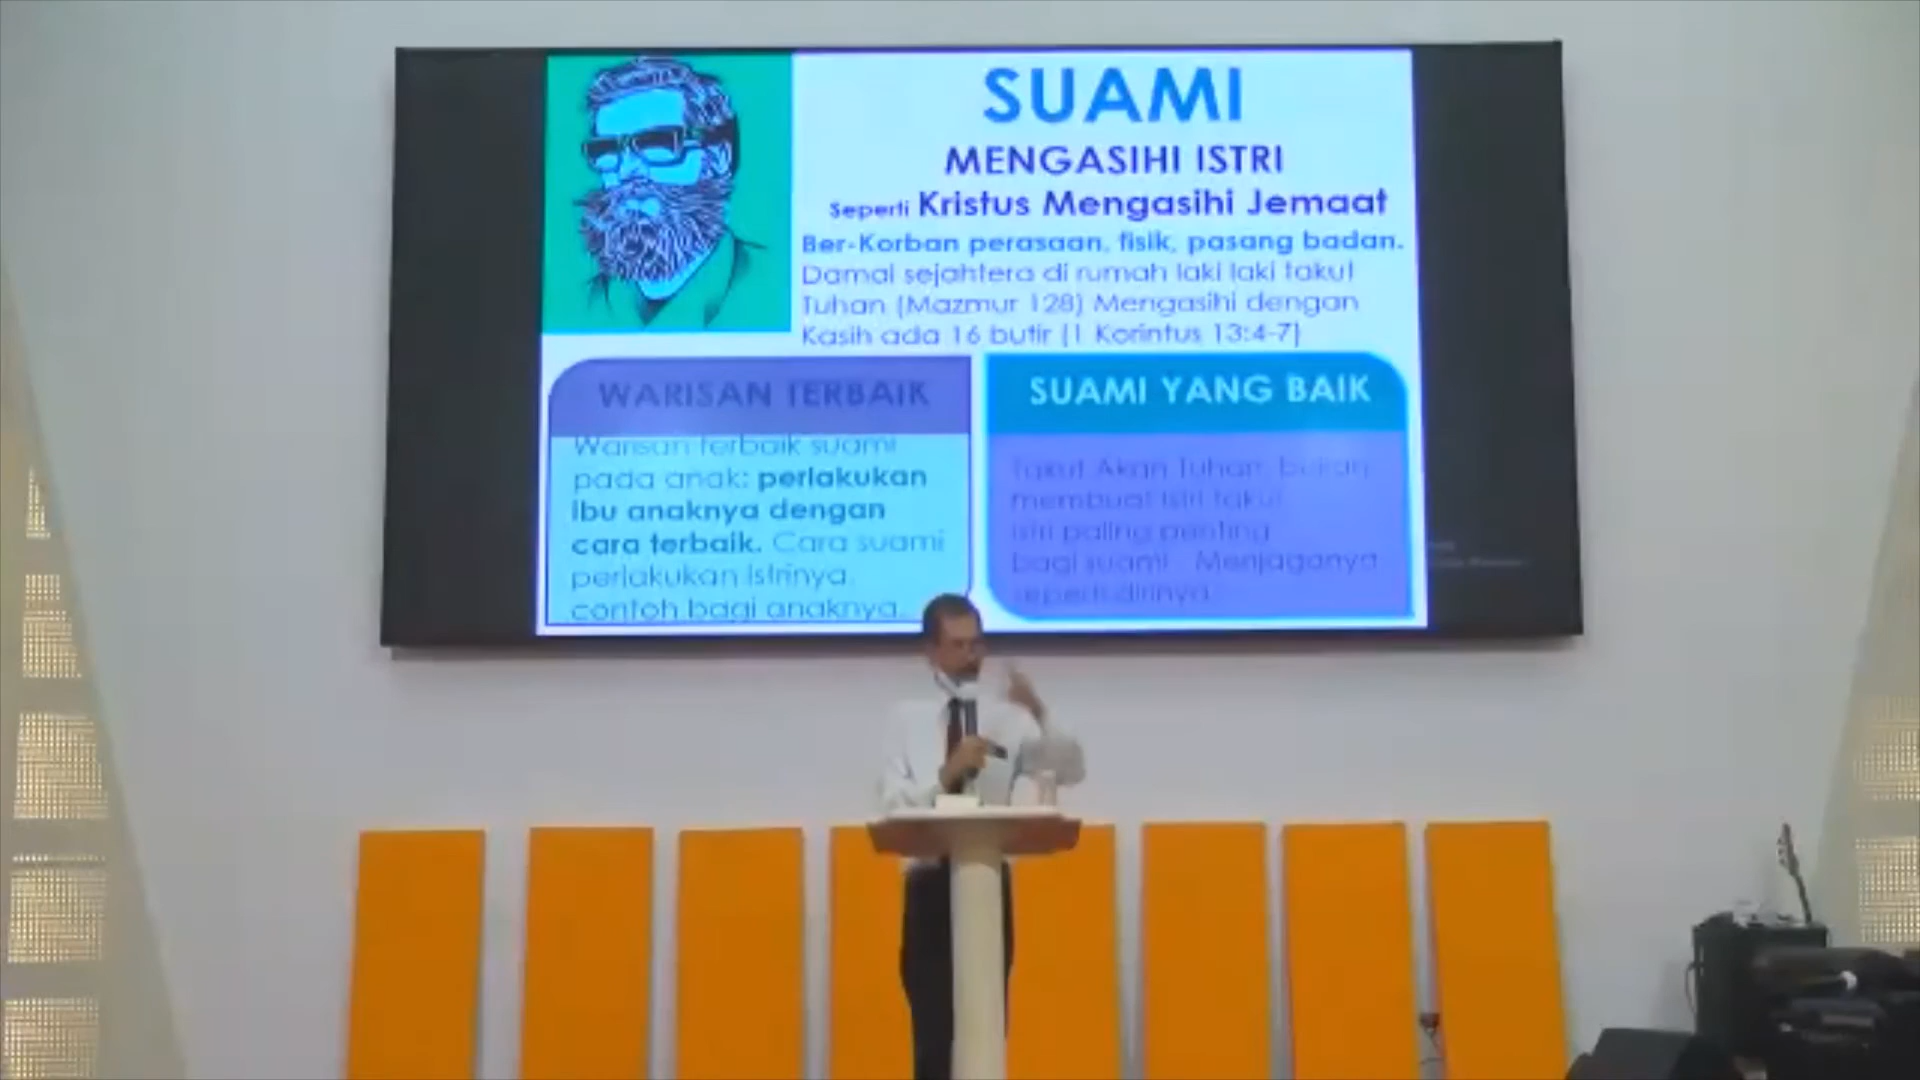 SUAMI
MENGASIHI ISTRI
Seperti Kristus Mengasihi Jemaat
Ber-Korban perasaan, fisik, pasang badan.
Damai sejahtera di rumah laki laki takut
Tuhan (Mazmur 128) Mengasihi dengan
Kasih ada 16 butir (1 Korintus 13:4-7)
WARISAN TERBAIK
Warisan terbaik suami
pada anak: perlakukan
ibu anaknya dengan
cara terbaik. Cara suami
perlakukan istrinya,
contoh bagi anaknya.
SUAMI YANG BAIK
Takut Akan Tuhan, bukan
membuat istri takut
istri paling penting
bagi suami. Menjaganya
seperti dirinya.